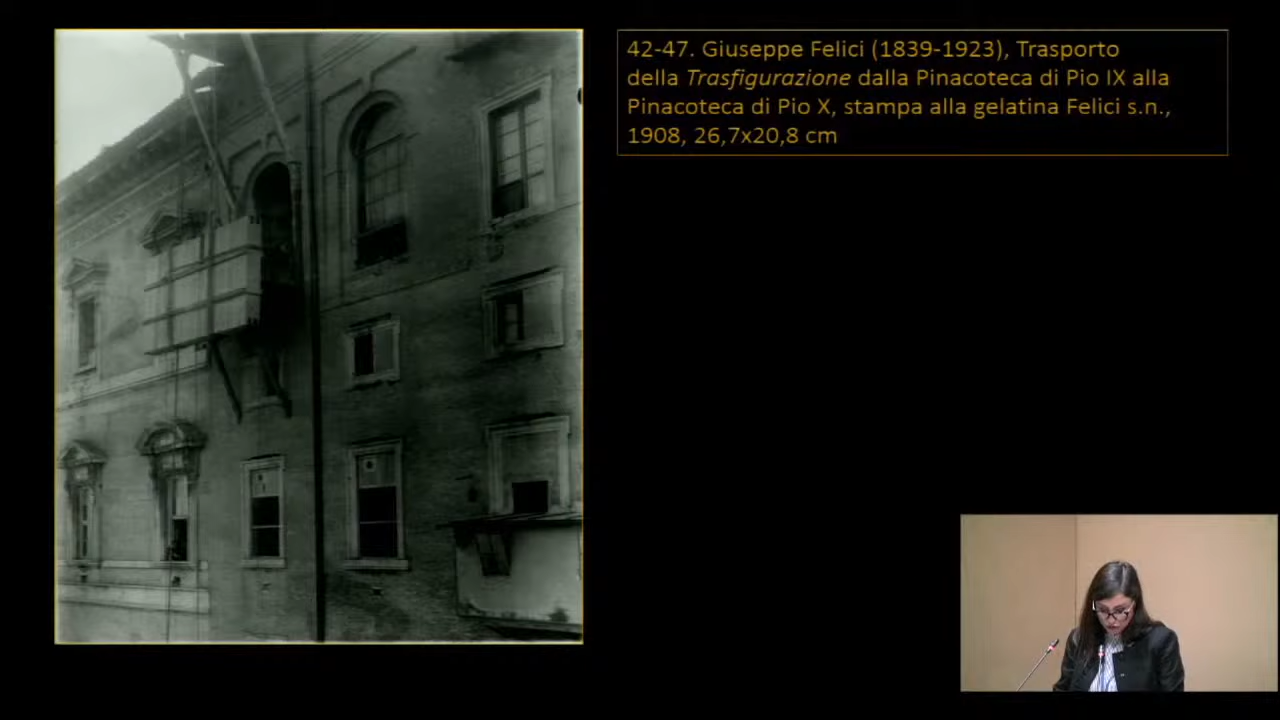 42-47. Giuseppe Felici (1839-1923), Trasporto
della Trasfigurazione dalla Pinacoteca di Pio IX alla
Pinacoteca di Pio X, stampa alla gelatina Felici s.n.,
1908, 26,7x20,8 cm